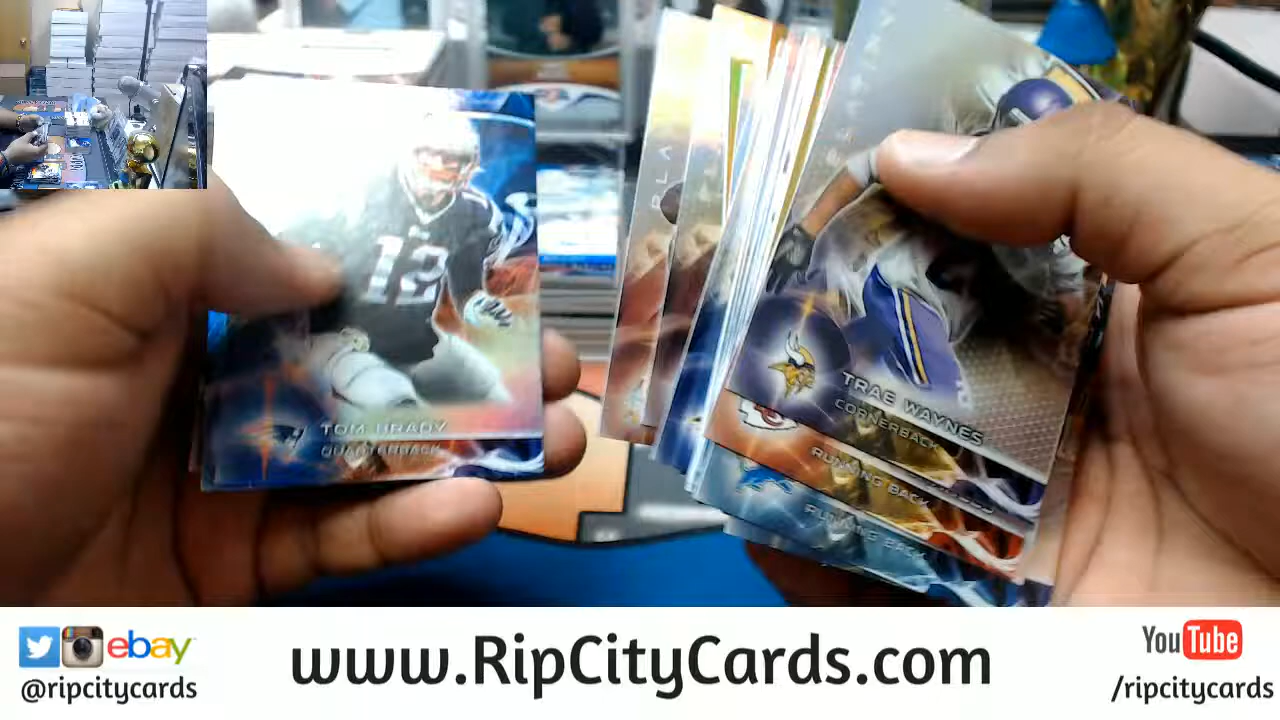 12
TOM BRADY
QUARTERBACK
TRAE WAYNES
CORNERBACK
RUNNING BACK
RUNNING BACK
ebay
@ripcitycards
www.RipCityCards.com
YouTube
/ripcitycards